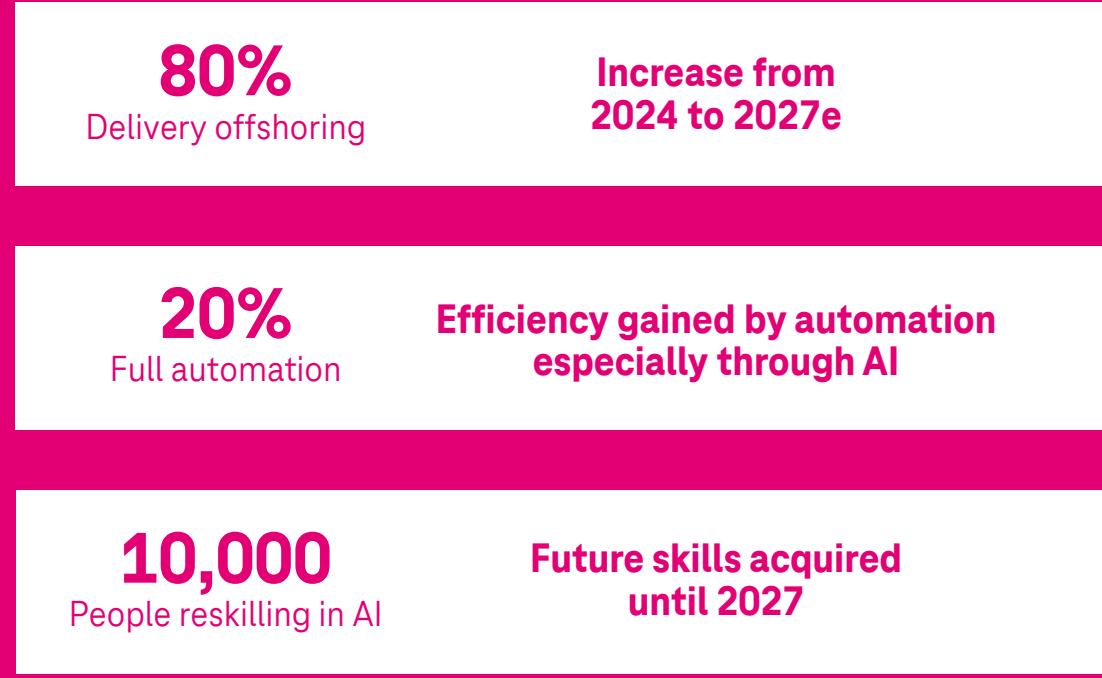 80%
Delivery offshoring
Increase from
2024 to 2027e
20%
Full automation
Efficiency gained by automation
especially through AI
10,000
People reskilling in AI
Future skills acquired
until 2027